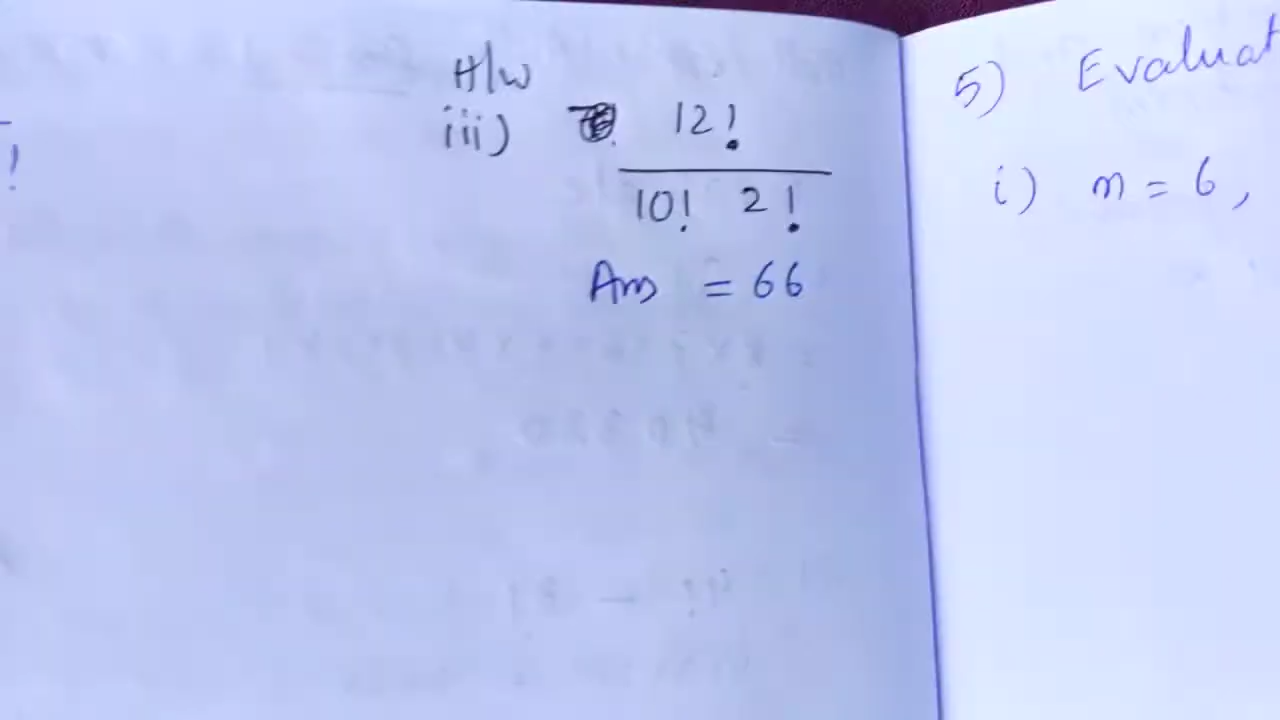 !
H/W
iii) 12!
10! 2!
Ans = 66
5) Evaluat
i) n = 6,